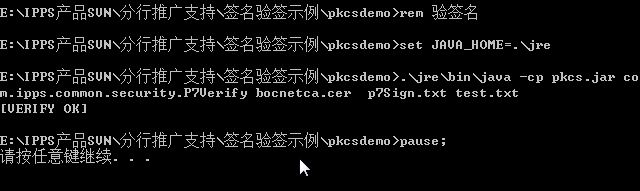 E:\IPPS产品SVN\分行推广支持\签名验签示例\pkcsdemo>rem 验签名
E:\IPPS产品SVN\分行推广支持\签名验签示例\pkcsdemo>set JAVA_HOME=.\jre
E:\IPPS产品SVN\分行推广支持\签名验签示例\pkcsdemo>.\jre\bin\java -cp pkcs.jar co
m.ipps.common.security.P7Verify bocnetca.cer  p7Sign.txt test.txt
[VERIFY OK]
E:\IPPS产品SVN\分行推广支持\签名验签示例\pkcsdemo>pause;
请按任意键继续. . .